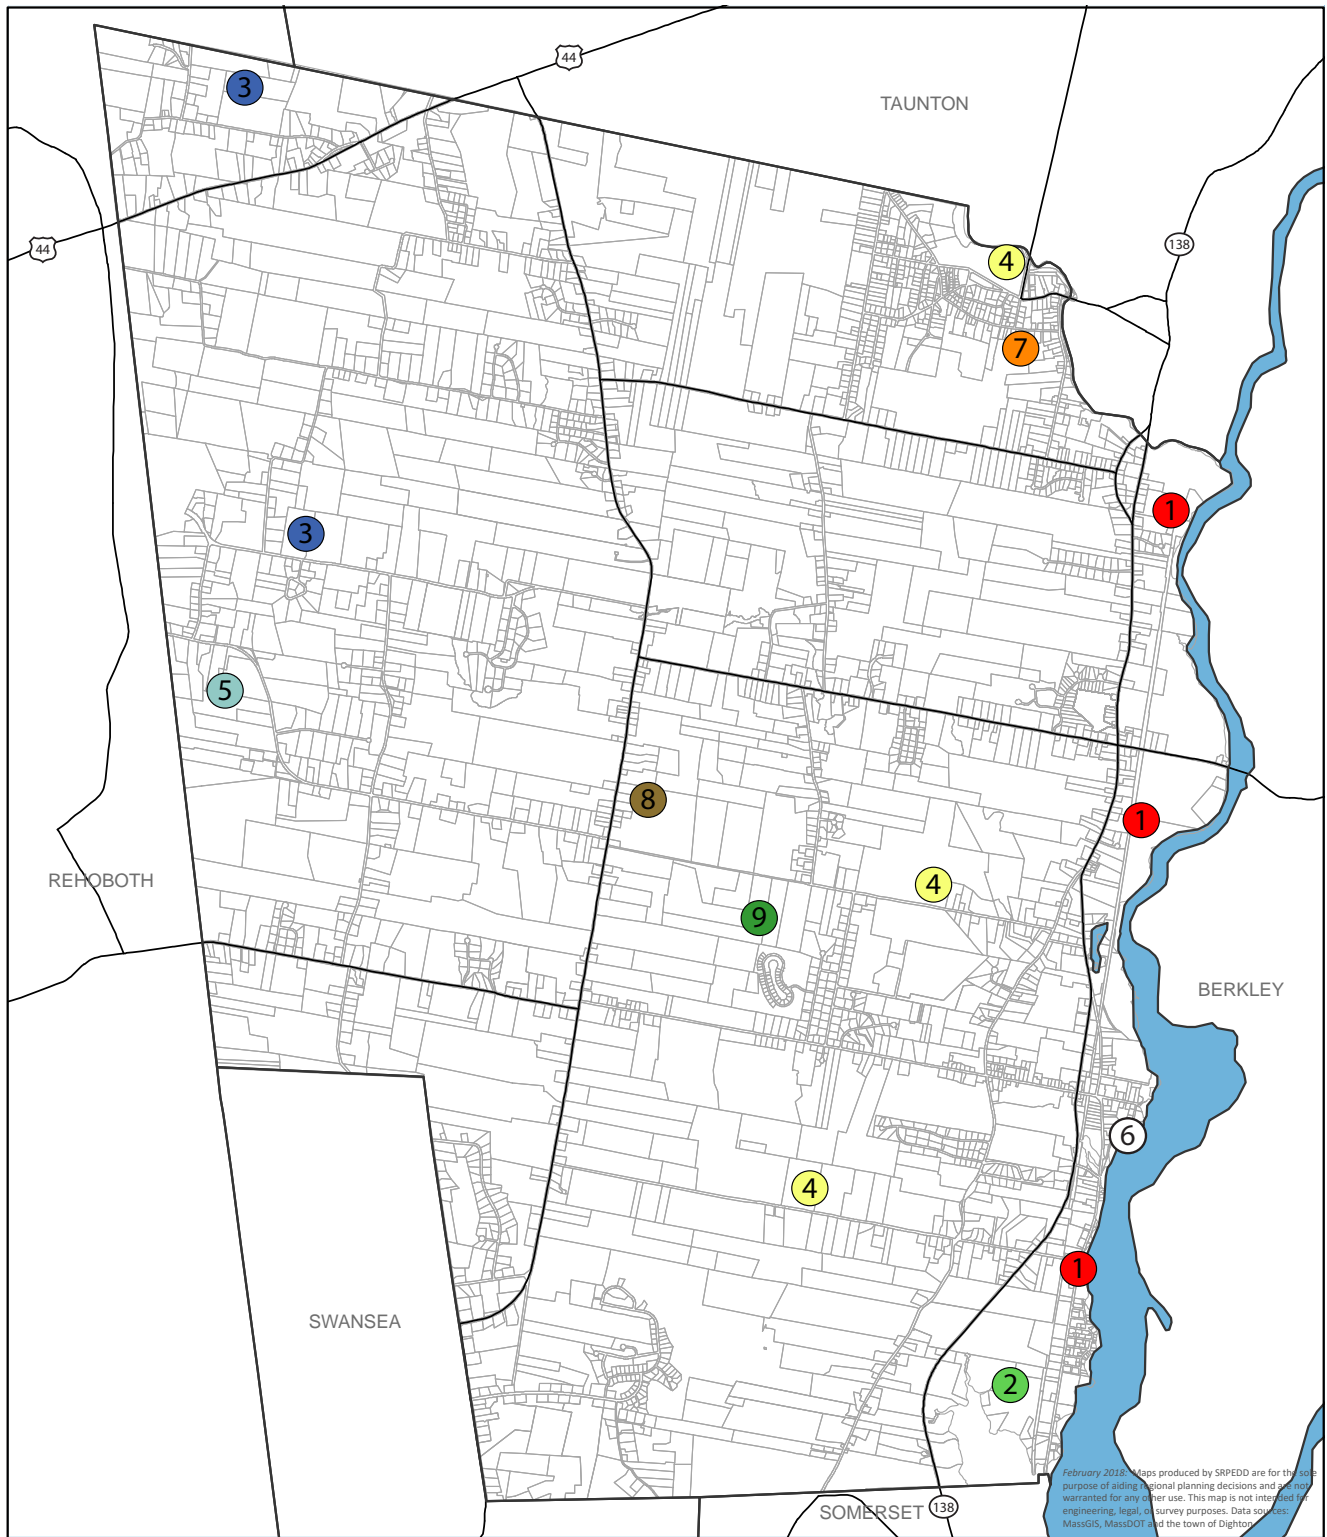 44
3
TAUNTON
44
138
4
7
1
3
5
8
1
REHOBOTH
4
9
BERKLEY
6
4
1
SWANSEA
2
February 2018: Maps produced by SRPEDD are for the sole
purpose of aiding regional planning decisions and are not
warranted for any other use. This map is not intended for
engineering, legal, or survey purposes. Data sources:
MassGIS, MassDOT and the town of Dighton
SOMERSET
138